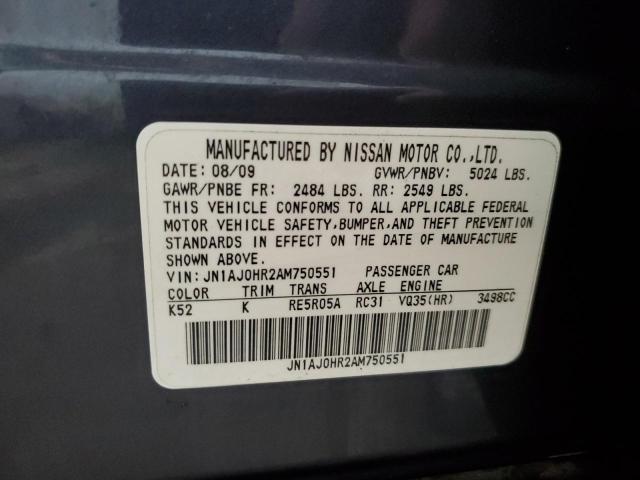 MANUFACTURED BY NISSAN MOTOR CO.,LTD.
DATE: 08/09 GVWR/PNBV: 5024 LBS.
GAWR/PNBE FR: 2484 LBS. RR: 2549 LBS.
THIS VEHICLE CONFORMS TO ALL APPLICABLE FEDERAL
MOTOR VEHICLE SAFETY,BUMPER,AND THEFT PREVENTION
STANDARDS IN EFFECT ON THE DATE OF MANUFACTURE
SHOWN ABOVE.
VIN: JN1AJ0HR2AM750551 PASSENGER CAR
COLOR TRIM TRANS AXLE ENGINE
K52 K RE5R05A RC31 VQ35(HR) 3498CC
JN1AJ0HR2AM750551